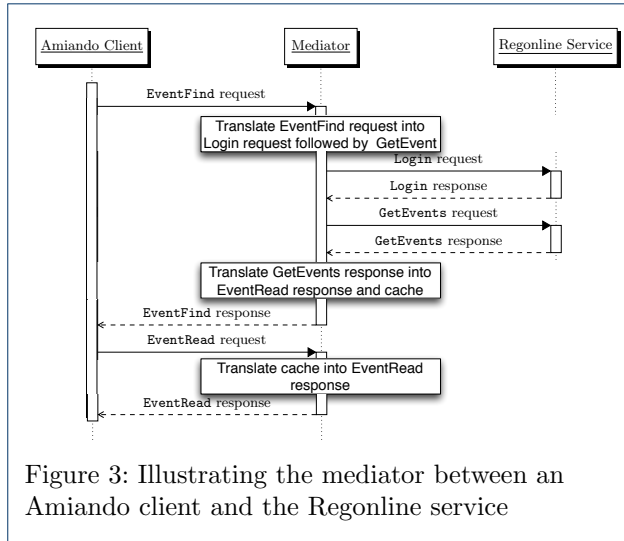 Amiando Client Mediator Regonline Service
EventFind request
Translate EventFind request into
Login request followed by GetEvent
Login request
Login response
GetEvents request
GetEvents response
Translate GetEvents response into
EventRead response and cache
EventFind response
EventRead request
Translate cache into EventRead
response
EventRead response
Figure 3: Illustrating the mediator between an
Amiando client and the Regonline service